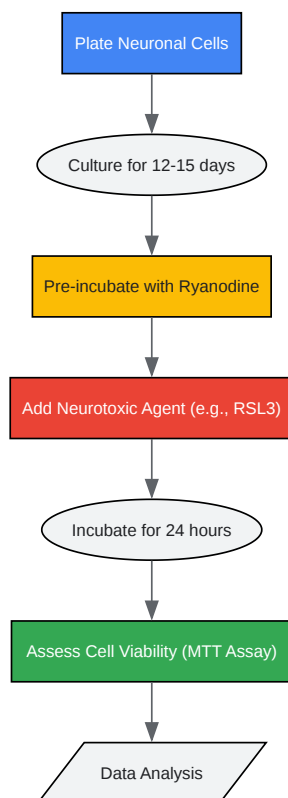 Plate Neuronal Cells
Culture for 12-15 days
Pre-incubate with Ryanodine
Add Neurotoxic Agent (e.g., RSL3)
Incubate for 24 hours
Assess Cell Viability (MTT Assay)
Data Analysis